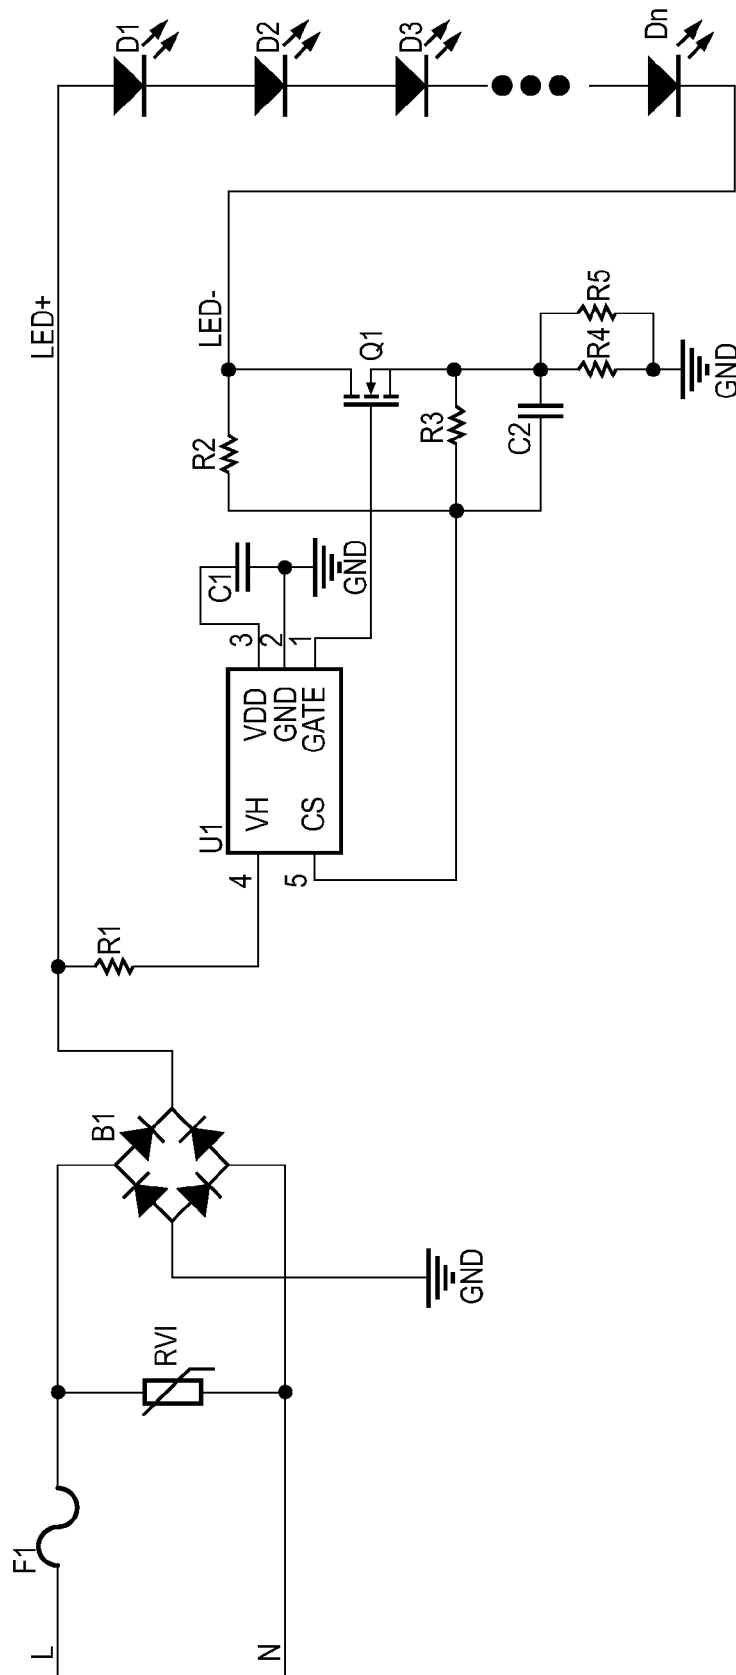 L
N
F1
RVI
B1
GND
R1
LED+
U1
VH
CS
VDD
GND
GATE
4
5
3
2
1
C1
GND
R2
LED-
Q1
R3
C2
R4
R5
GND
D1
D2
D3
Dn